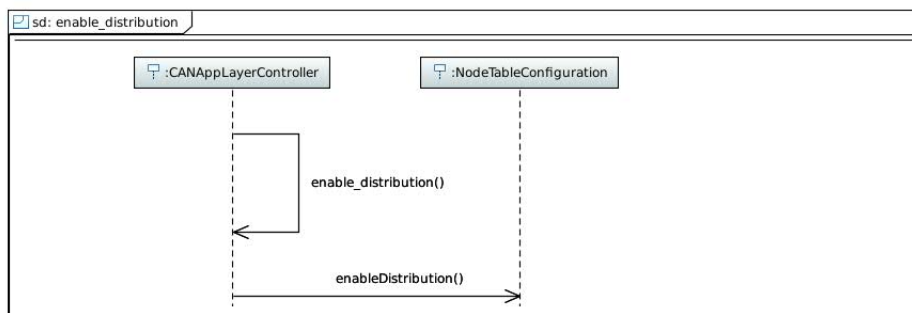 sd: enable_distribution
:CANAppLayerController
:NodeTableConfiguration
enable_distribution()
enableDistribution()